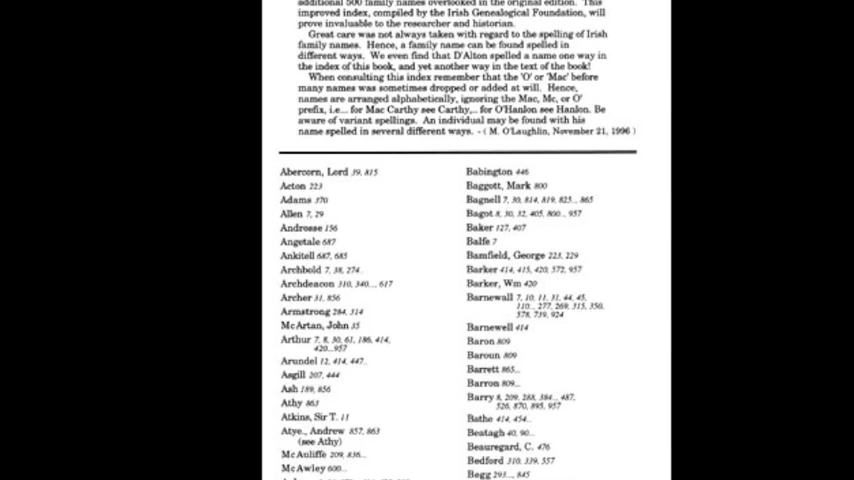 additional 500 family names overlooked in the original edition. This
improved index, compiled by the Irish Genealogical Foundation, will
prove invaluable to the researcher and historian.
Great care was not always taken with regard to the spelling of Irish
family names. Hence, a family name can be found spelled in
different ways. We even find that D'Alton spelled a name one way in
the index of this book, and yet another way in the text of the book!
When consulting this index remember that the 'O' or 'Mac' before
many names was sometimes dropped or added at will. Hence,
names are arranged alphabetically, ignoring the Mac, Mc, or O'
prefix, i.e... for Mac Carthy see Carthy,.. for O'Hanlon see Hanlon. Be
aware of variant spellings. An individual may be found with his
name spelled in several different ways. - ( M. O'Laughlin, November 21, 1996 )
Abercorn, Lord 39, 815
Acton 223
Adams 370
Allen 7, 29
Androsse 156
Angetale 687
Ankitell 687, 685
Archbold 7, 38, 274.
Archdeacon 310, 340... 617
Archer 31, 856
Armstrong 284, 314
McArtan, John 35
Arthur 7, 8, 30, 61, 186, 414,
420...957
Arundel 12, 414, 447..
Asgill 207, 444
Ash 189, 856
Athy 863
Atkins, Sir T. 11
Atye., Andrew 857, 863
(see Athy)
McAuliffe 209, 836...
McAwley 600...
Babington 446
Baggott, Mark 800
Bagnell 7, 30, 814, 819, 825... 865
Bagot 8, 30, 32, 405, 800... 957
Baker 127, 407
Balfe 7
Bamfield, George 223, 229
Barker 414, 415, 420, 572, 957
Barker, Wm 420
Barnewall 7, 10, 11, 31, 44, 45,
110... 277, 269, 315, 350,
578, 739, 924
Barnewell 414
Baron 809
Baroun 809
Barrett 865...
Barron 809...
Barry 8, 209, 288, 384... 487,
526, 870, 895, 957
Bathe 414, 454...
Beatagh 40, 90...
Beauregard, C. 476
Bedford 310, 339, 557
Begg 293..., 845